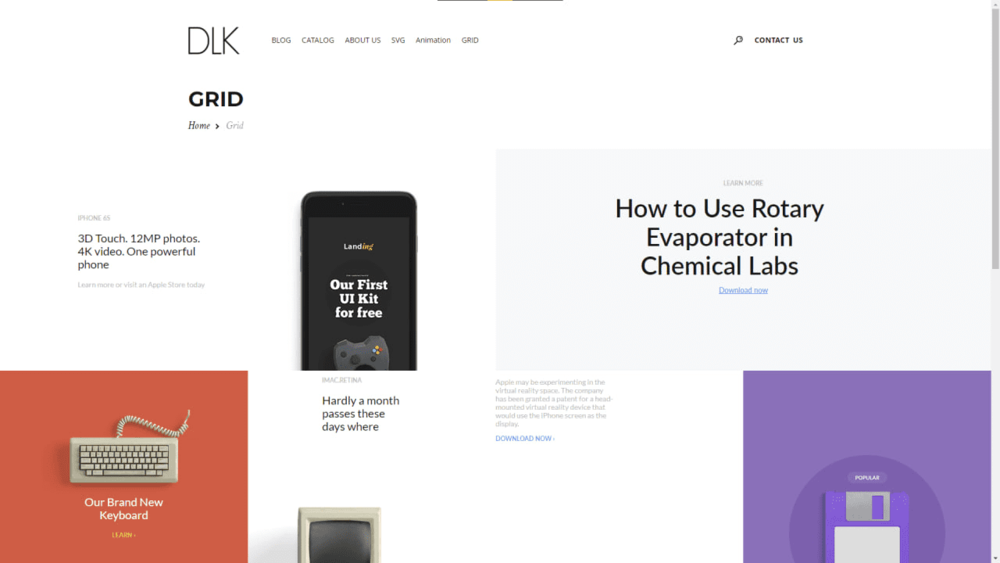 DLK
BLOG CATALOG ABOUT US SVG Animation GRID
CONTACT US
GRID
Home > Grid
IPHONE 6S
3D Touch. 12MP photos.
4K video. One powerful
phone
Learn more or visit an Apple Store today
Landing
Our First
UI Kit
for free
LEARN MORE
How to Use Rotary
Evaporator in
Chemical Labs
Download now
Our Brand New
Keyboard
LEARN ›
IMAC,RETINA
Hardly a month
passes these
days where
Apple may be experimenting in the
virtual reality space. The company
has been granted a patent for a head-
mounted virtual reality device that
would use the iPhone screen as the
display.
DOWNLOAD NOW ›
POPULAR